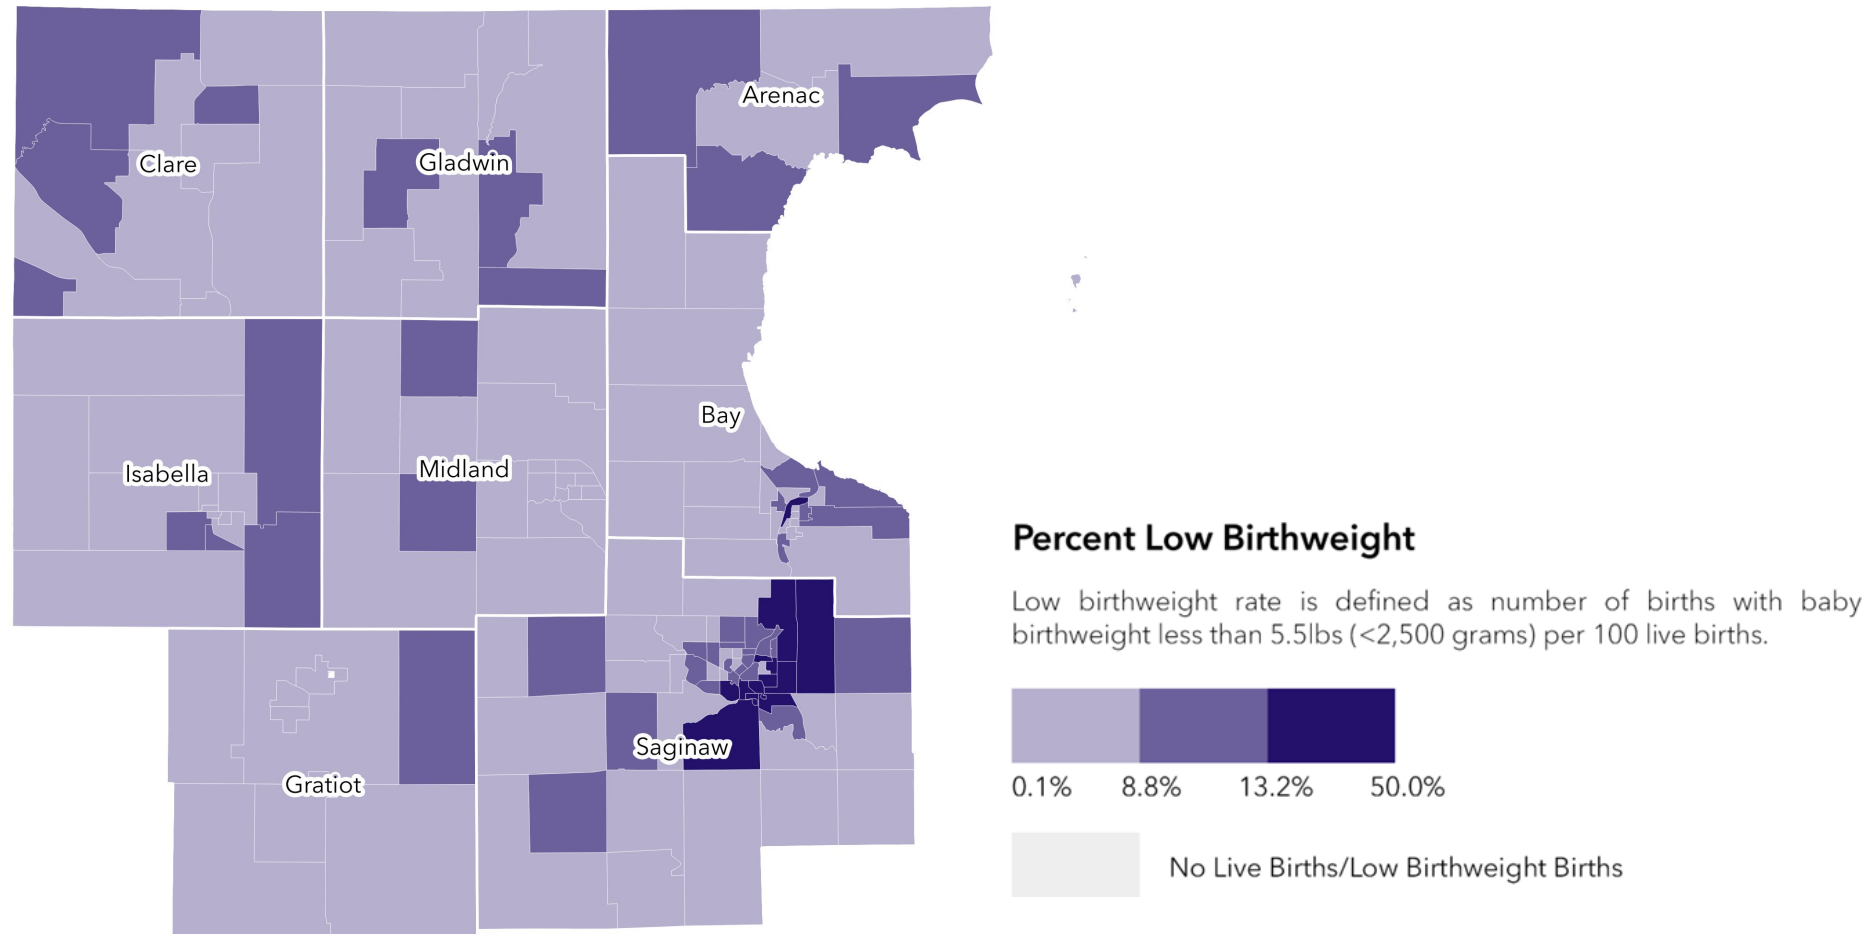 Arenac
Clare
Gladwin
Bay
Isabella
Midland
Saginaw
Gratiot
Percent Low Birthweight
Low birthweight rate is defined as number of births with baby
birthweight less than 5.5lbs (<2,500 grams) per 100 live births.
0.1% 8.8% 13.2% 50.0%
No Live Births/Low Birthweight Births